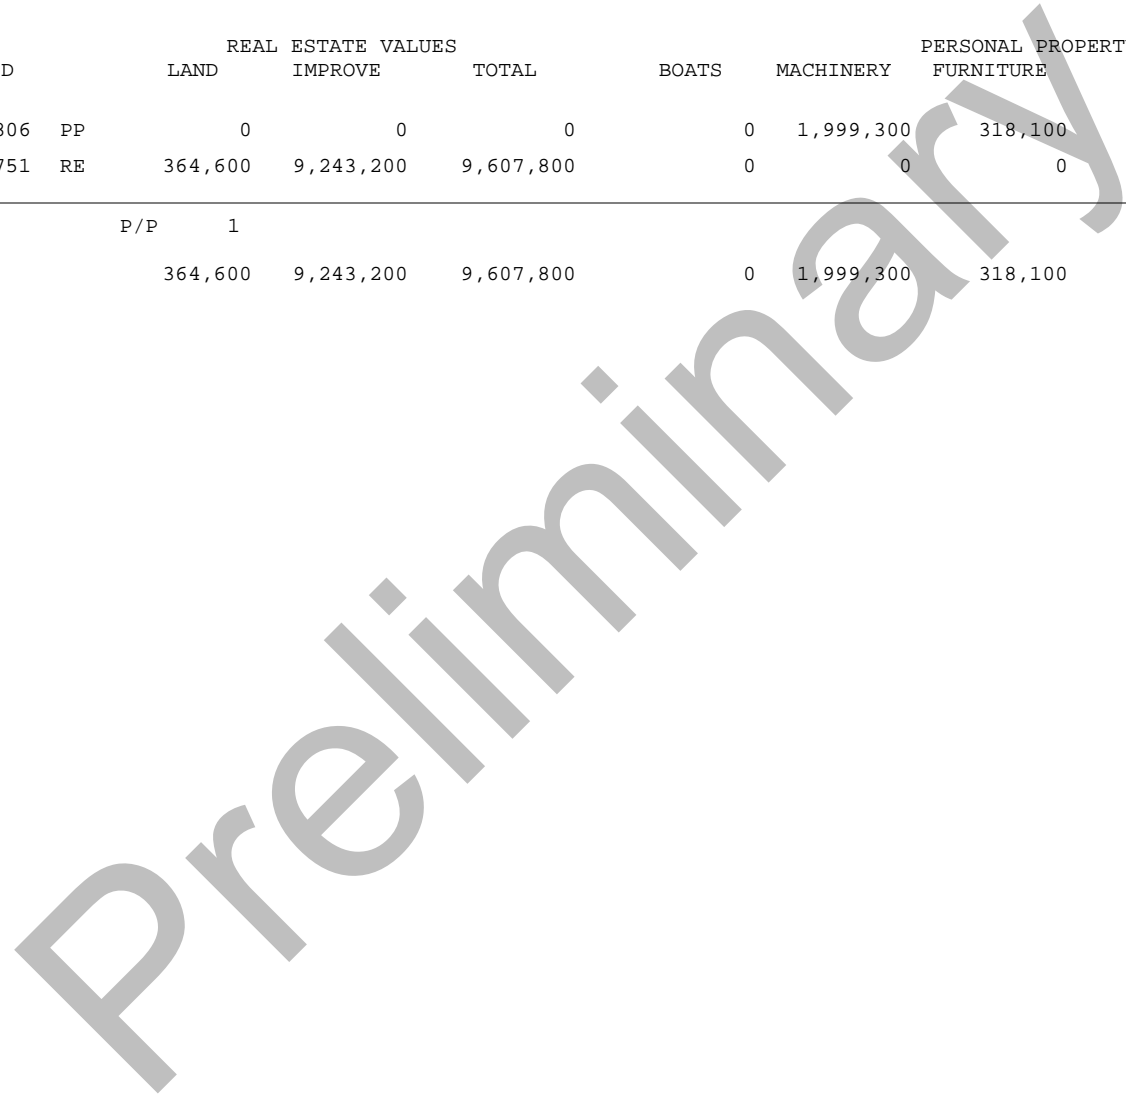 REAL ESTATE VALUES PERSONAL PROPERT
D LAND IMPROVE TOTAL BOATS MACHINERY FURNITURE
306 PP 0 0 0 0 1,999,300 318,100
751 RE 364,600 9,243,200 9,607,800 0 0 0
P/P 1
364,600 9,243,200 9,607,800 0 1,999,300 318,100
Preliminary